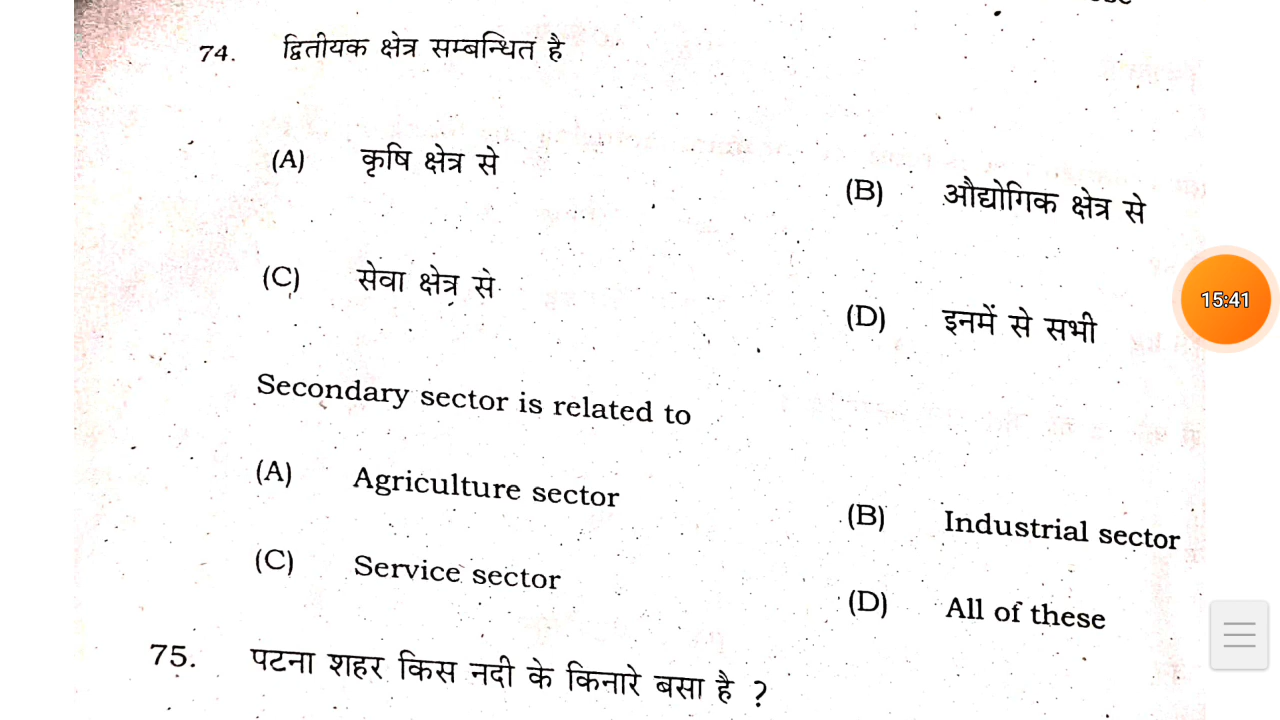 74. द्वितीयक क्षेत्र सम्बन्धित है
(A) कृषि क्षेत्र से
(B) औद्योगिक क्षेत्र से
(C) सेवा क्षेत्र से
(D) इनमें से सभी
15:41
Secondary sector is related to
(A) Agriculture sector
(B) Industrial sector
(C) Service sector
(D) All of these
75. पटना शहर किस नदी के किनारे बसा है ?